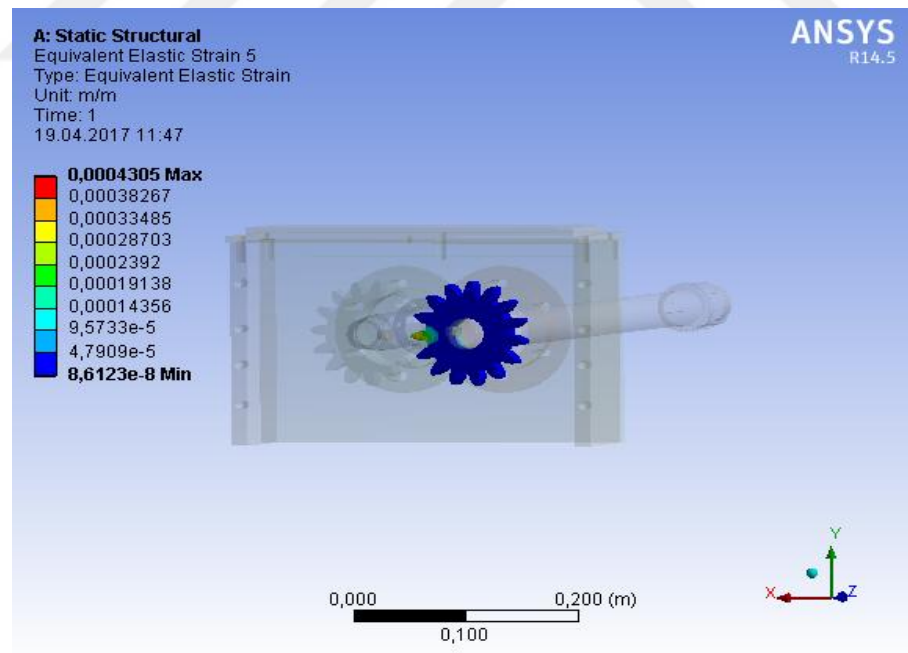 A: Static Structural
Equivalent Elastic Strain 5
Type: Equivalent Elastic Strain
Unit: m/m
Time: 1
19.04.2017 11:47
ANSYS
R14.5
0,0004305 Max
0,00038267
0,00033485
0,00028703
0,0002392
0,00019138
0,00014356
9,5733e-5
4,7909e-5
8,6123e-8 Min
0,000
0,200 (m)
0,100
Y
X
Z